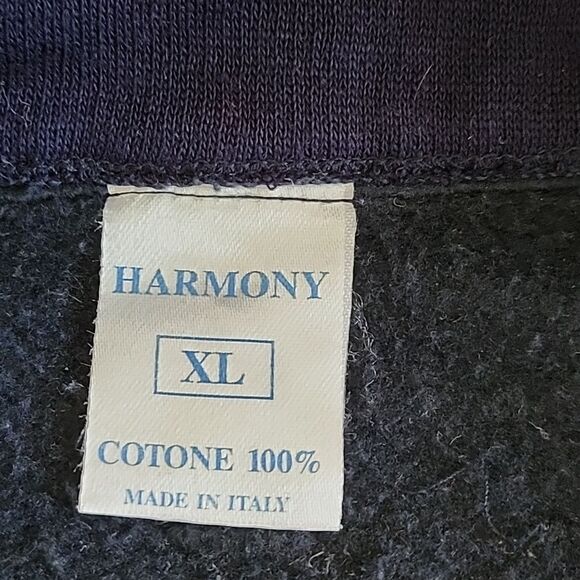 HARMONY
XL
COTONE 100%
MADE IN ITALY